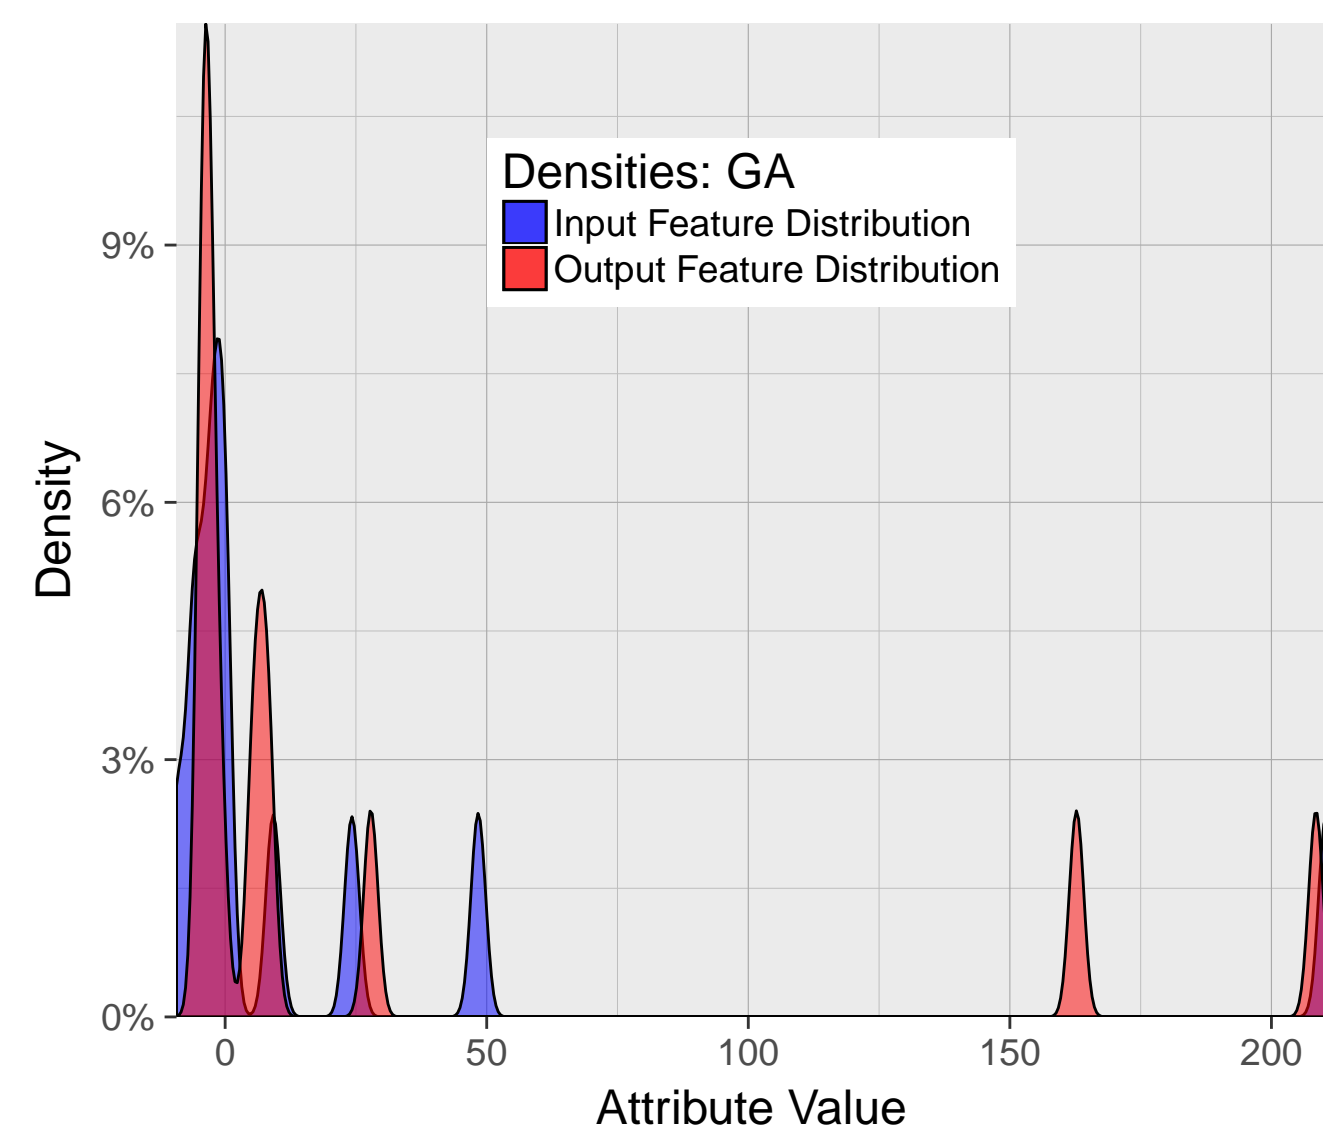 Densities: GA
Input Feature Distribution
Output Feature Distribution
9%
6%
3%
0%
Density
0 50 100 150 200
Attribute Value